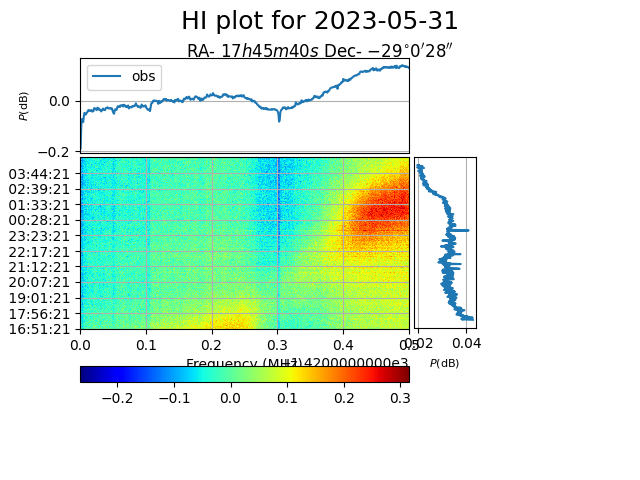 HI plot for 2023-05-31
RA- 17h45m40s Dec- −29°0′28″
obs
P(dB)
0.0
−0.2
03:44:21
02:39:21
01:33:21
00:28:21
23:23:21
22:17:21
21:12:21
20:07:21
19:01:21
17:56:21
16:51:21
0.0 0.1 0.2 0.3 0.4 0.5
Frequency (MHz)
+1.4200000000e3
0.02 0.04
P(dB)
−0.2 −0.1 0.0 0.1 0.2 0.3